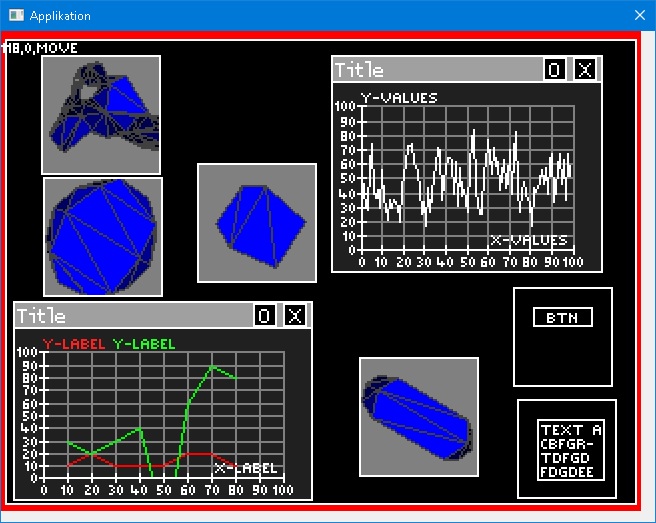 Applikation
118,0,MOVE
Title O X
Y-VALUES
100
90
80
70
60
50
40
30
20
10
0
X-VALUES
0 10 20 30 40 50 60 70 80 90 100
BTN
Title O X
Y-LABEL Y-LABEL
100
90
80
70
60
50
40
30
20
10
0
X-LABEL
0 10 20 30 40 50 60 70 80 90 100
TEXT A
CBFGR-
TDFGD
FDGDEE